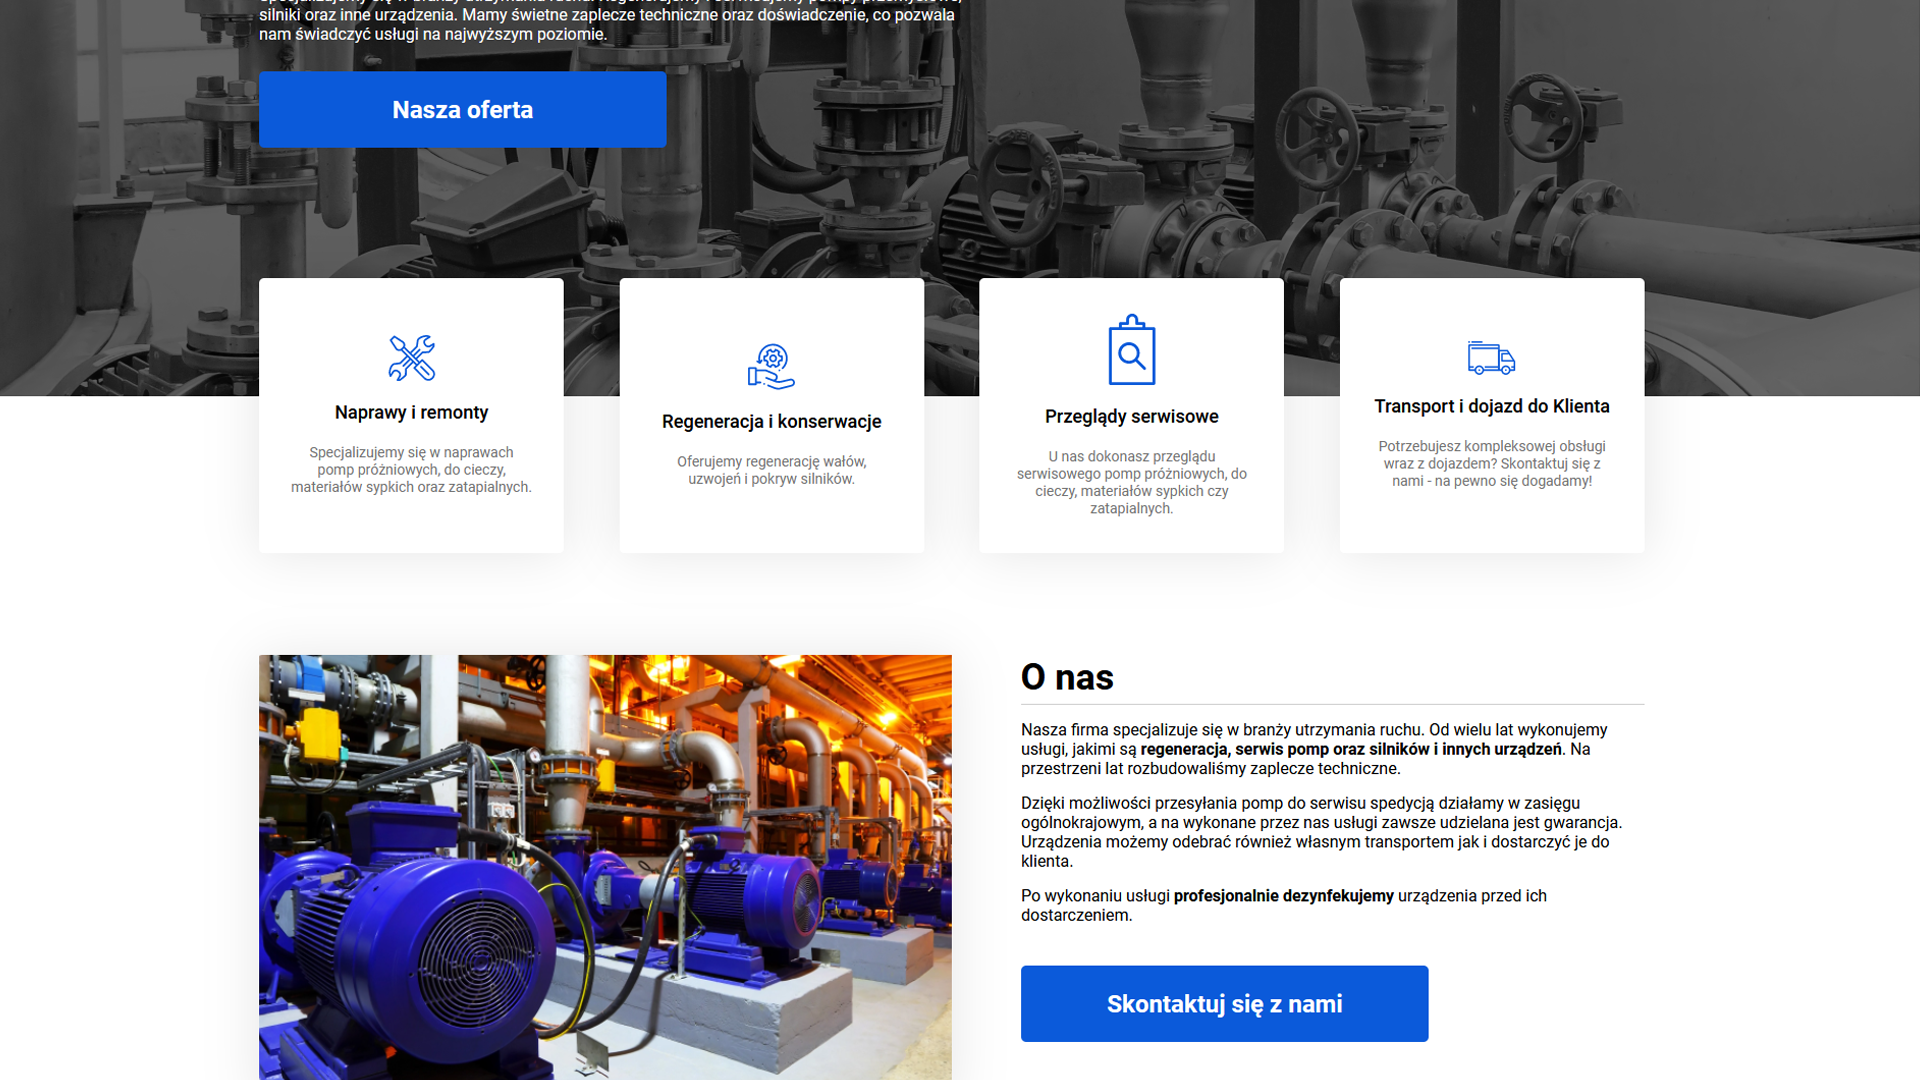 silniki oraz inne urządzenia. Mamy świetne zaplecze techniczne oraz doświadczenie, co pozwala
nam świadczyć usługi na najwyższym poziomie.
Nasza oferta
Naprawy i remonty
Specjalizujemy się w naprawach
pomp próżniowych, do cieczy,
materiałów sypkich oraz zatapialnych.
Regeneracja i konserwacje
Oferujemy regenerację wałów,
uzwojeń i pokryw silników.
Przeglądy serwisowe
U nas dokonasz przeglądu
serwisowego pomp próżniowych, do
cieczy, materiałów sypkich czy
zatapialnych.
Transport i dojazd do Klienta
Potrzebujesz kompleksowej obsługi
wraz z dojazdem? Skontaktuj się z
nami - na pewno się dogadamy!
O nas
Nasza firma specjalizuje się w branży utrzymania ruchu. Od wielu lat wykonujemy
usługi, jakimi są regeneracja, serwis pomp oraz silników i innych urządzeń. Na
przestrzeni lat rozbudowaliśmy zaplecze techniczne.
Dzięki możliwości przesyłania pomp do serwisu spedycją działamy w zasięgu
ogólnokrajowym, a na wykonane przez nas usługi zawsze udzielana jest gwarancja.
Urządzenia możemy odebrać również własnym transportem jak i dostarczyć je do
klienta.
Po wykonaniu usługi profesjonalnie dezynfekujemy urządzenia przed ich
dostarczeniem.
Skontaktuj się z nami